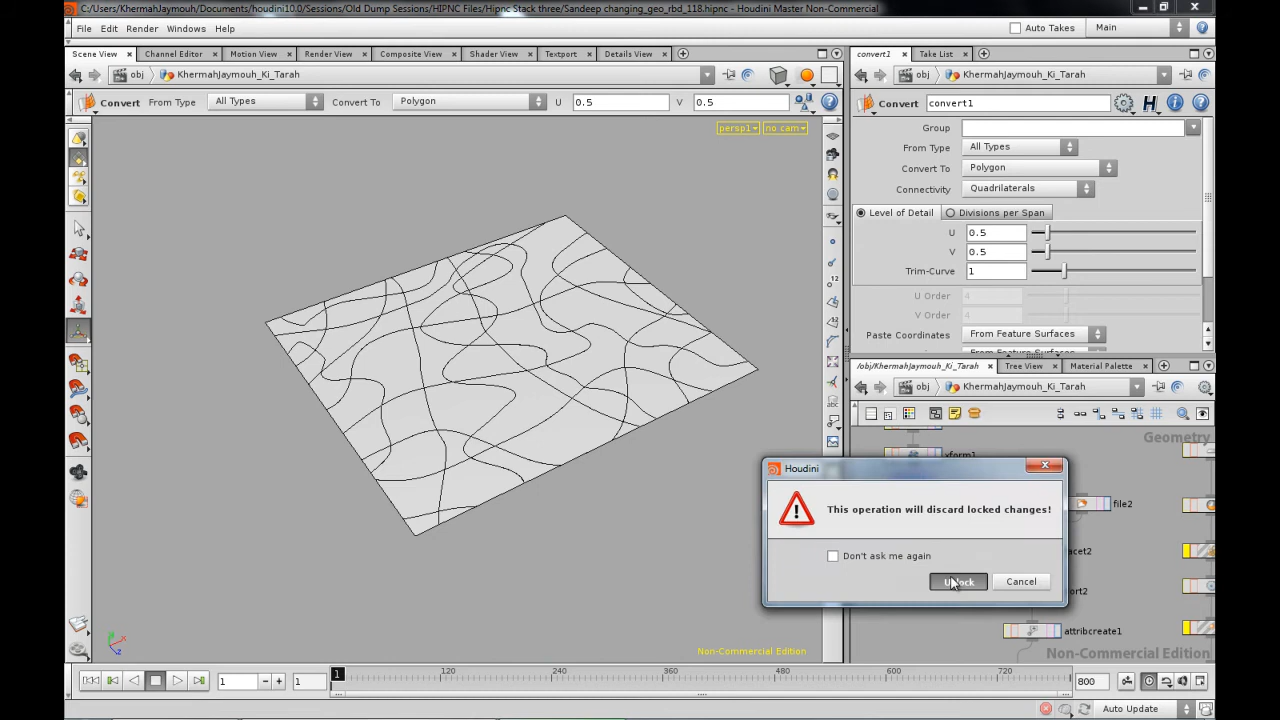 C:/Users/KhermahJaymouh/Documents/houdini10.0/Sessions/Old Dump Sessions/HIPNC Files/Hipnc Stack three/Sandeep changing_geo_rbd_118.hipnc - Houdini Master Non-Commercial
File Edit Render Windows Help
Auto Takes Main
Scene View Channel Editor Motion View Render View Composite View Shader View Textport Details View
convert1 Take List
obj KhermahJaymouh_Ki_Tarah
obj KhermahJaymouh_Ki_Tarah
Convert From Type All Types Convert To Polygon U 0.5 V 0.5
Convert convert1
persp1 no cam
Group
From Type All Types
Convert To Polygon
Connectivity Quadrilaterals
Level of Detail Divisions per Span
U 0.5
V 0.5
Trim-Curve 1
U Order 4
V Order 4
Paste Coordinates From Feature Surfaces
/obj/KhermahJaymouh_Ki_Tarah Tree View Material Palette
obj KhermahJaymouh_Ki_Tarah
Geometry
xform1
Houdini
This operation will discard locked changes!
Don't ask me again
Cancel
file2
attribcreate1
Non-Commercial Edition
Non-Commercial Edition
1 1
1 120 240 360 480 600 720
800
Auto Update